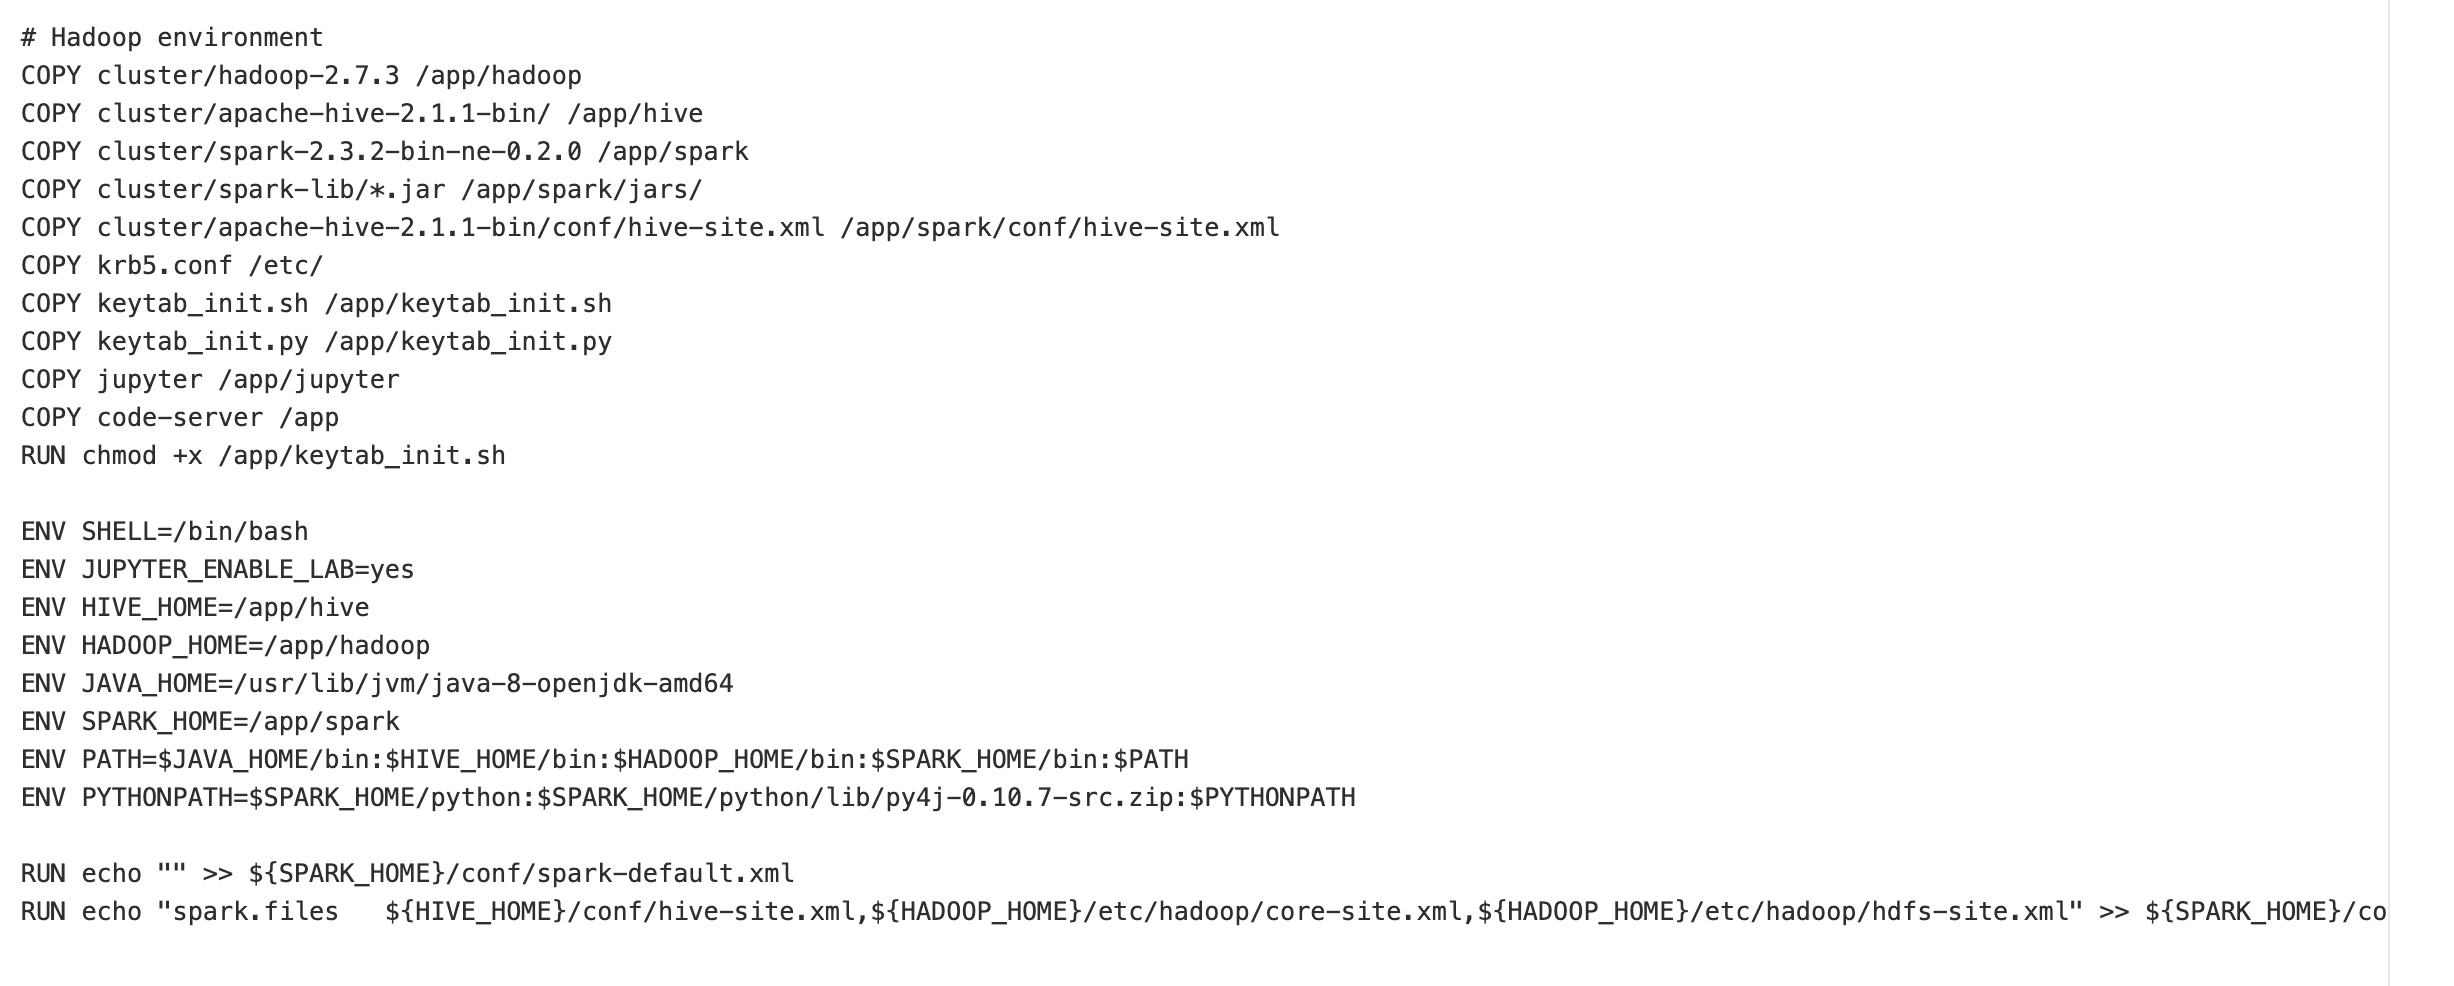 # Hadoop environment
COPY cluster/hadoop-2.7.3 /app/hadoop
COPY cluster/apache-hive-2.1.1-bin/ /app/hive
COPY cluster/spark-2.3.2-bin-ne-0.2.0 /app/spark
COPY cluster/spark-lib/*.jar /app/spark/jars/
COPY cluster/apache-hive-2.1.1-bin/conf/hive-site.xml /app/spark/conf/hive-site.xml
COPY krb5.conf /etc/
COPY keytab_init.sh /app/keytab_init.sh
COPY keytab_init.py /app/keytab_init.py
COPY jupyter /app/jupyter
COPY code-server /app
RUN chmod +x /app/keytab_init.sh

ENV SHELL=/bin/bash
ENV JUPYTER_ENABLE_LAB=yes
ENV HIVE_HOME=/app/hive
ENV HADOOP_HOME=/app/hadoop
ENV JAVA_HOME=/usr/lib/jvm/java-8-openjdk-amd64
ENV SPARK_HOME=/app/spark
ENV PATH=$JAVA_HOME/bin:$HIVE_HOME/bin:$HADOOP_HOME/bin:$SPARK_HOME/bin:$PATH
ENV PYTHONPATH=$SPARK_HOME/python:$SPARK_HOME/python/lib/py4j-0.10.7-src.zip:$PYTHONPATH

RUN echo "" >> ${SPARK_HOME}/conf/spark-default.xml
RUN echo "spark.files   ${HIVE_HOME}/conf/hive-site.xml,${HADOOP_HOME}/etc/hadoop/core-site.xml,${HADOOP_HOME}/etc/hadoop/hdfs-site.xml" >> ${SPARK_HOME}/co